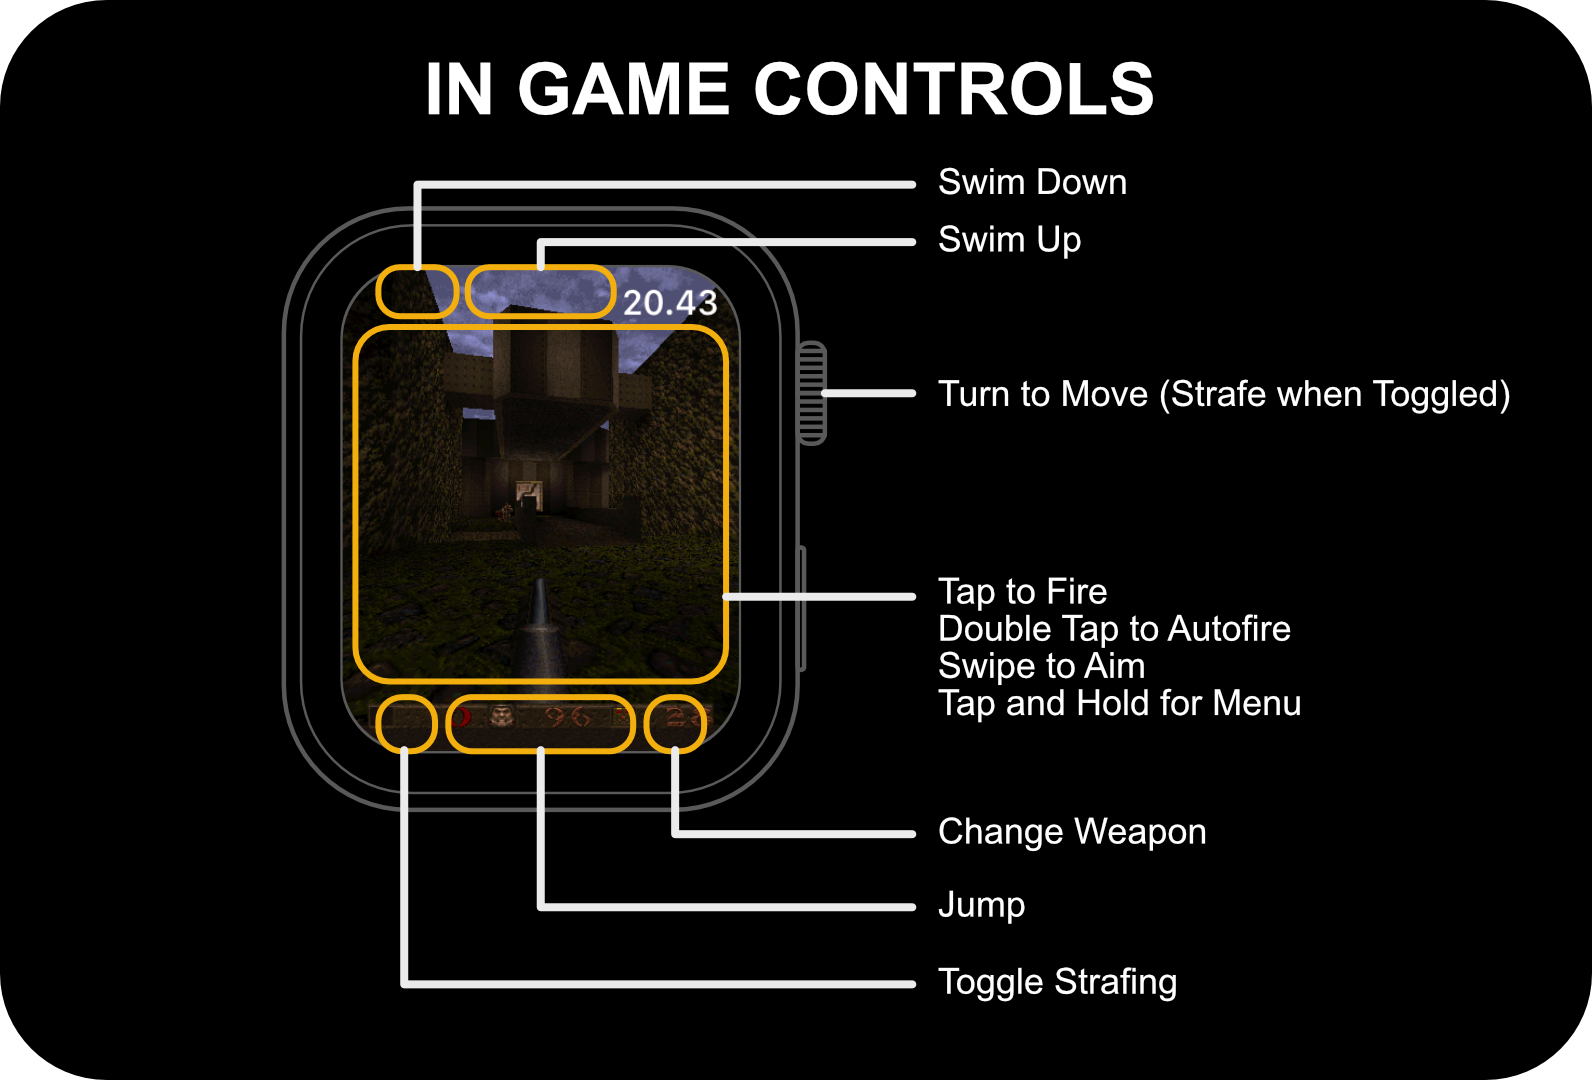 IN GAME CONTROLS
Swim Down
Swim Up
20.43
Turn to Move (Strafe when Toggled)
Tap to Fire
Double Tap to Autofire
Swipe to Aim
Tap and Hold for Menu
96
Change Weapon
Jump
Toggle Strafing